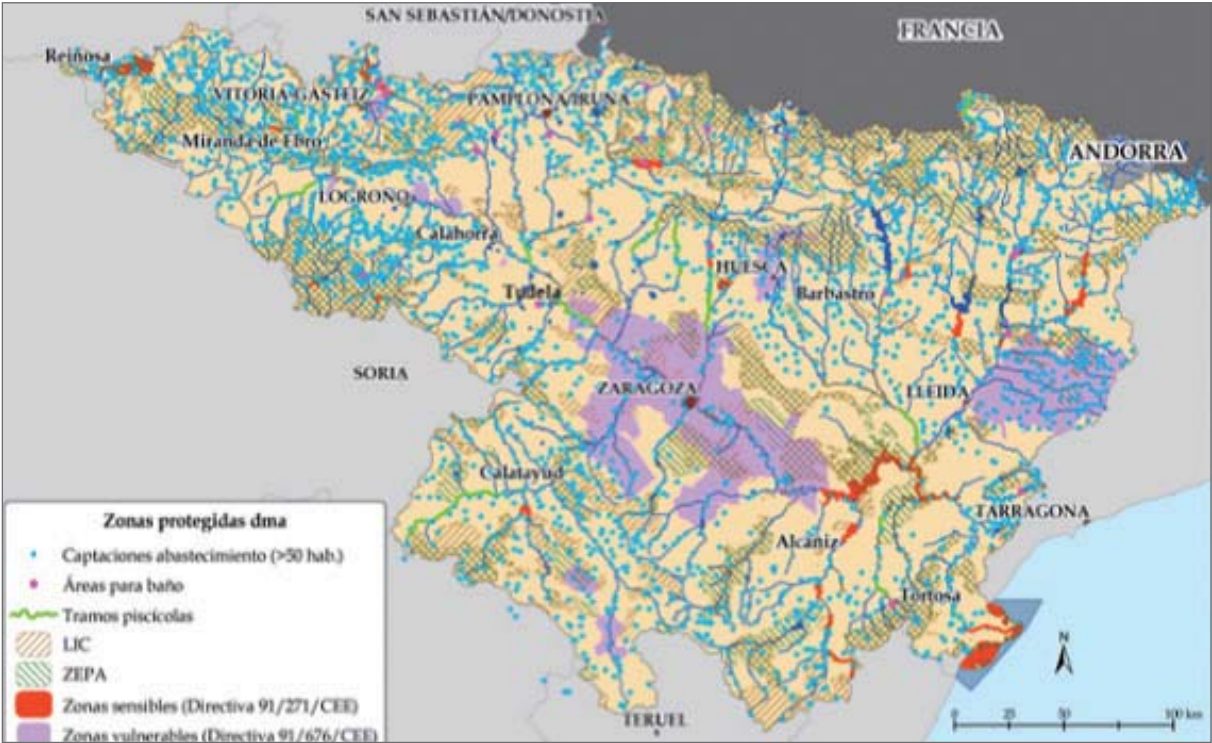 SAN SEBASTIÁN/DONOSTIA
FRANCIA
Reinosa
VITORIA-GASTEIZ
PAMPLONA/IRUÑA
Miranda de Ebro
ANDORRA
LOGROÑO
Calahorra
HUESCA
Tudela
Barbastro
SORIA
ZARAGOZA
LLEIDA
Calatayud
TARRAGONA
Alcañiz
Tortosa
TERUEL
N
0 25 50 100 km
Zonas protegidas dma
Captaciones abastecimiento (>50 hab.)
Áreas para baño
Tramos piscícolas
LIC
ZEPA
Zonas sensibles (Directiva 91/271/CEE)
Zonas vulnerables (Directiva 91/676/CEE)